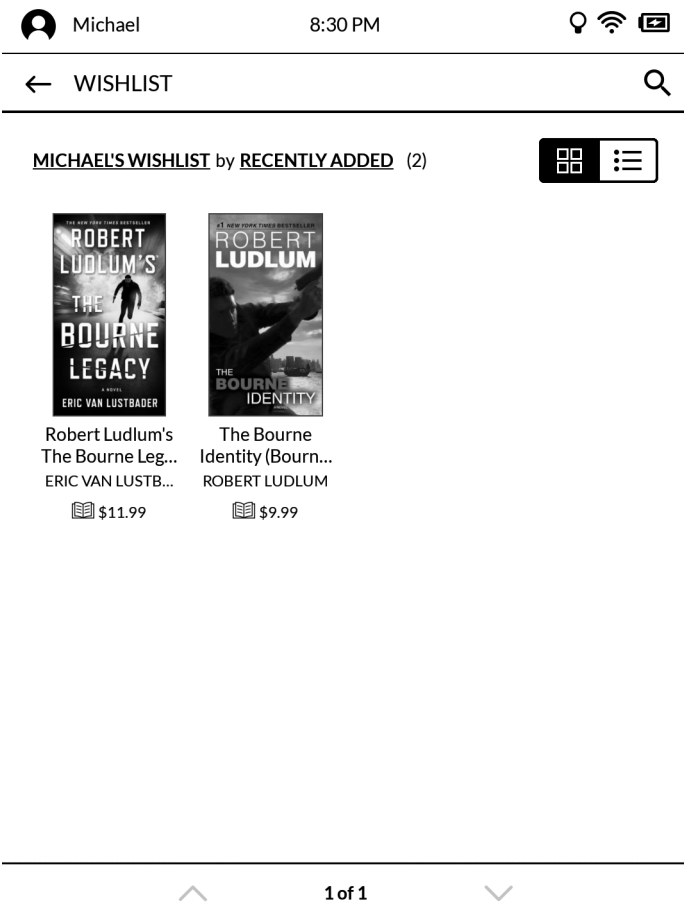 Michael 8:30 PM
WISHLIST
MICHAEL'S WISHLIST by RECENTLY ADDED (2)
THE NEW YORK TIMES BESTSELLER
ROBERT
LUDLUM'S
THE
BOURNE
LEGACY
A NOVEL
ERIC VAN LUSTBADER
#1 NEW YORK TIMES BESTSELLER
ROBERT
LUDLUM
THE
BOURNE
IDENTITY
Robert Ludlum's
The Bourne Leg...
ERIC VAN LUSTB...
$11.99
The Bourne
Identity (Bourn...
ROBERT LUDLUM
$9.99
1 of 1